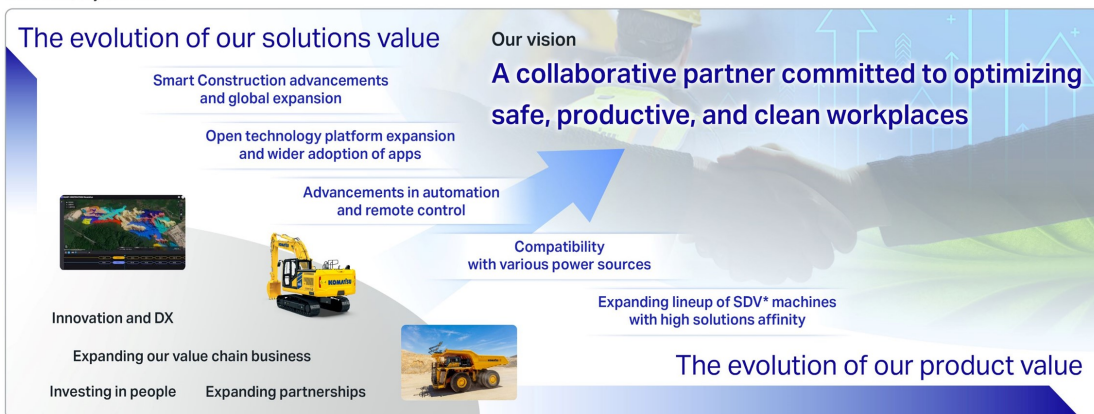 The evolution of our solutions value
Our vision
A collaborative partner committed to optimizing
safe, productive, and clean workplaces
Smart Construction advancements
and global expansion
Open technology platform expansion
and wider adoption of apps
Advancements in automation
and remote control
Compatibility
with various power sources
Expanding lineup of SDV* machines
with high solutions affinity
KOMATSU
Innovation and DX
Expanding our value chain business
Investing in people
Expanding partnerships
The evolution of our product value